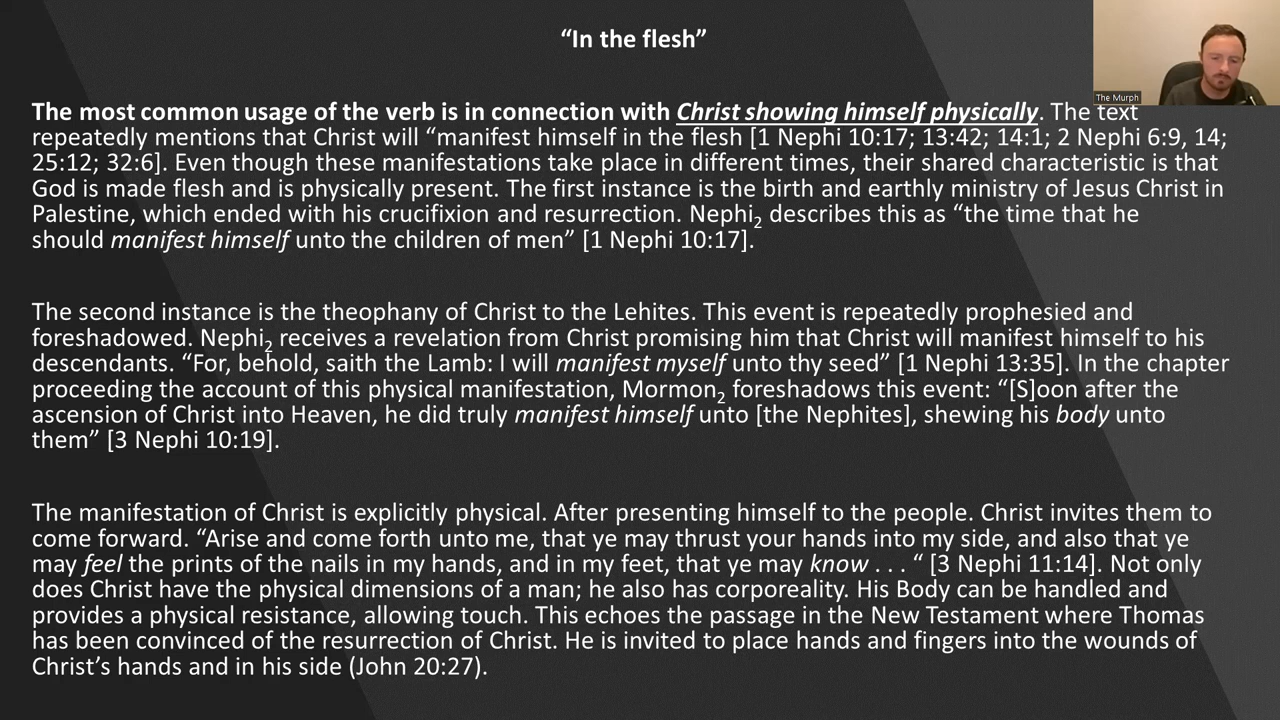 “In the flesh”
The Murph
The most common usage of the verb is in connection with Christ showing himself physically. The text
repeatedly mentions that Christ will “manifest himself in the flesh [1 Nephi 10:17; 13:42; 14:1; 2 Nephi 6:9, 14;
25:12; 32:6]. Even though these manifestations take place in different times, their shared characteristic is that
God is made flesh and is physically present. The first instance is the birth and earthly ministry of Jesus Christ in
Palestine, which ended with his crucifixion and resurrection. Nephi2 describes this as “the time that he
should manifest himself unto the children of men” [1 Nephi 10:17].
The second instance is the theophany of Christ to the Lehites. This event is repeatedly prophesied and
foreshadowed. Nephi2 receives a revelation from Christ promising him that Christ will manifest himself to his
descendants. “For, behold, saith the Lamb: I will manifest myself unto thy seed” [1 Nephi 13:35]. In the chapter
proceeding the account of this physical manifestation, Mormon2 foreshadows this event: “[S]oon after the
ascension of Christ into Heaven, he did truly manifest himself unto [the Nephites], shewing his body unto
them” [3 Nephi 10:19].
The manifestation of Christ is explicitly physical. After presenting himself to the people. Christ invites them to
come forward. “Arise and come forth unto me, that ye may thrust your hands into my side, and also that ye
may feel the prints of the nails in my hands, and in my feet, that ye may know . . . “ [3 Nephi 11:14]. Not only
does Christ have the physical dimensions of a man; he also has corporeality. His Body can be handled and
provides a physical resistance, allowing touch. This echoes the passage in the New Testament where Thomas
has been convinced of the resurrection of Christ. He is invited to place hands and fingers into the wounds of
Christ’s hands and in his side (John 20:27).